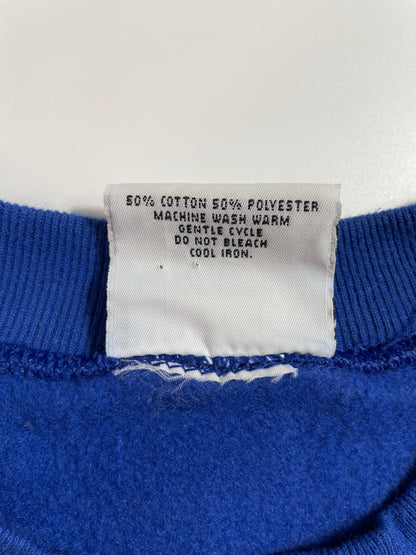 50% COTTON 50% POLYESTER
MACHINE WASH WARM
GENTLE CYCLE
DO NOT BLEACH
COOL IRON.